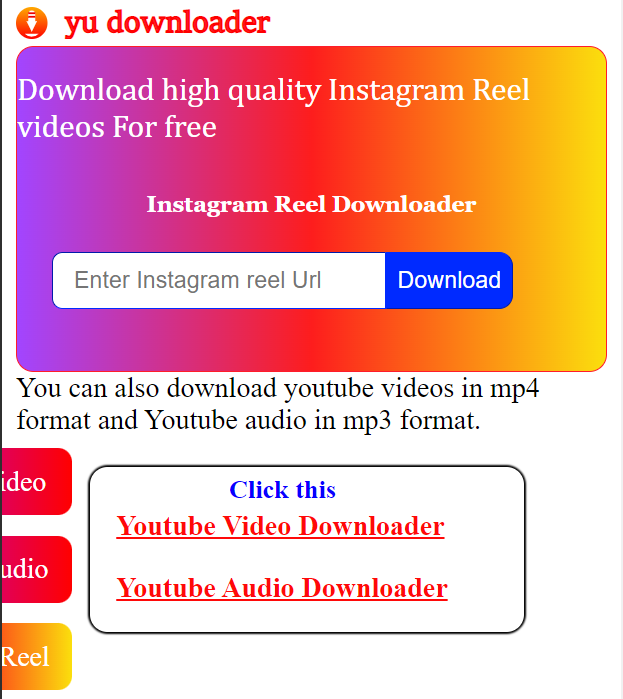 yu downloader
Download high quality Instagram Reel
videos For free
Instagram Reel Downloader
Enter Instagram reel Url Download
You can also download youtube videos in mp4
format and Youtube audio in mp3 format.
ideo
Click this
Youtube Video Downloader
udio
Youtube Audio Downloader
Reel